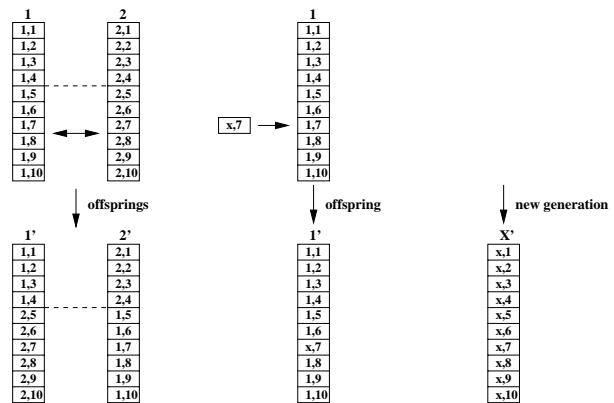 1 2 1
1,1 2,1 1,1
1,2 2,2 1,2
1,3 2,3 1,3
1,4 2,4 1,4
1,5 2,5 1,5
1,6 2,6 1,6
1,7 2,7 x,7 1,7
1,8 2,8 1,8
1,9 2,9 1,9
1,10 2,10 1,10
offsprings offspring new generation
1' 2' 1' X'
1,1 2,1 1,1 x,1
1,2 2,2 1,2 x,2
1,3 2,3 1,3 x,3
1,4 2,4 1,4 x,4
2,5 1,5 1,5 x,5
2,6 1,6 1,6 x,6
2,7 1,7 x,7 x,7
2,8 1,8 1,8 x,8
2,9 1,9 1,9 x,9
2,10 1,10 1,10 x,10